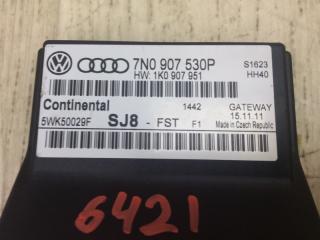 7N0 907 530P
S1623
HW: 1K0 907 951
HH40
Continental
1442
GATEWAY
15.11.11
5WK50029F
SJ8 - FST F1
Made in Czech Republic
6421